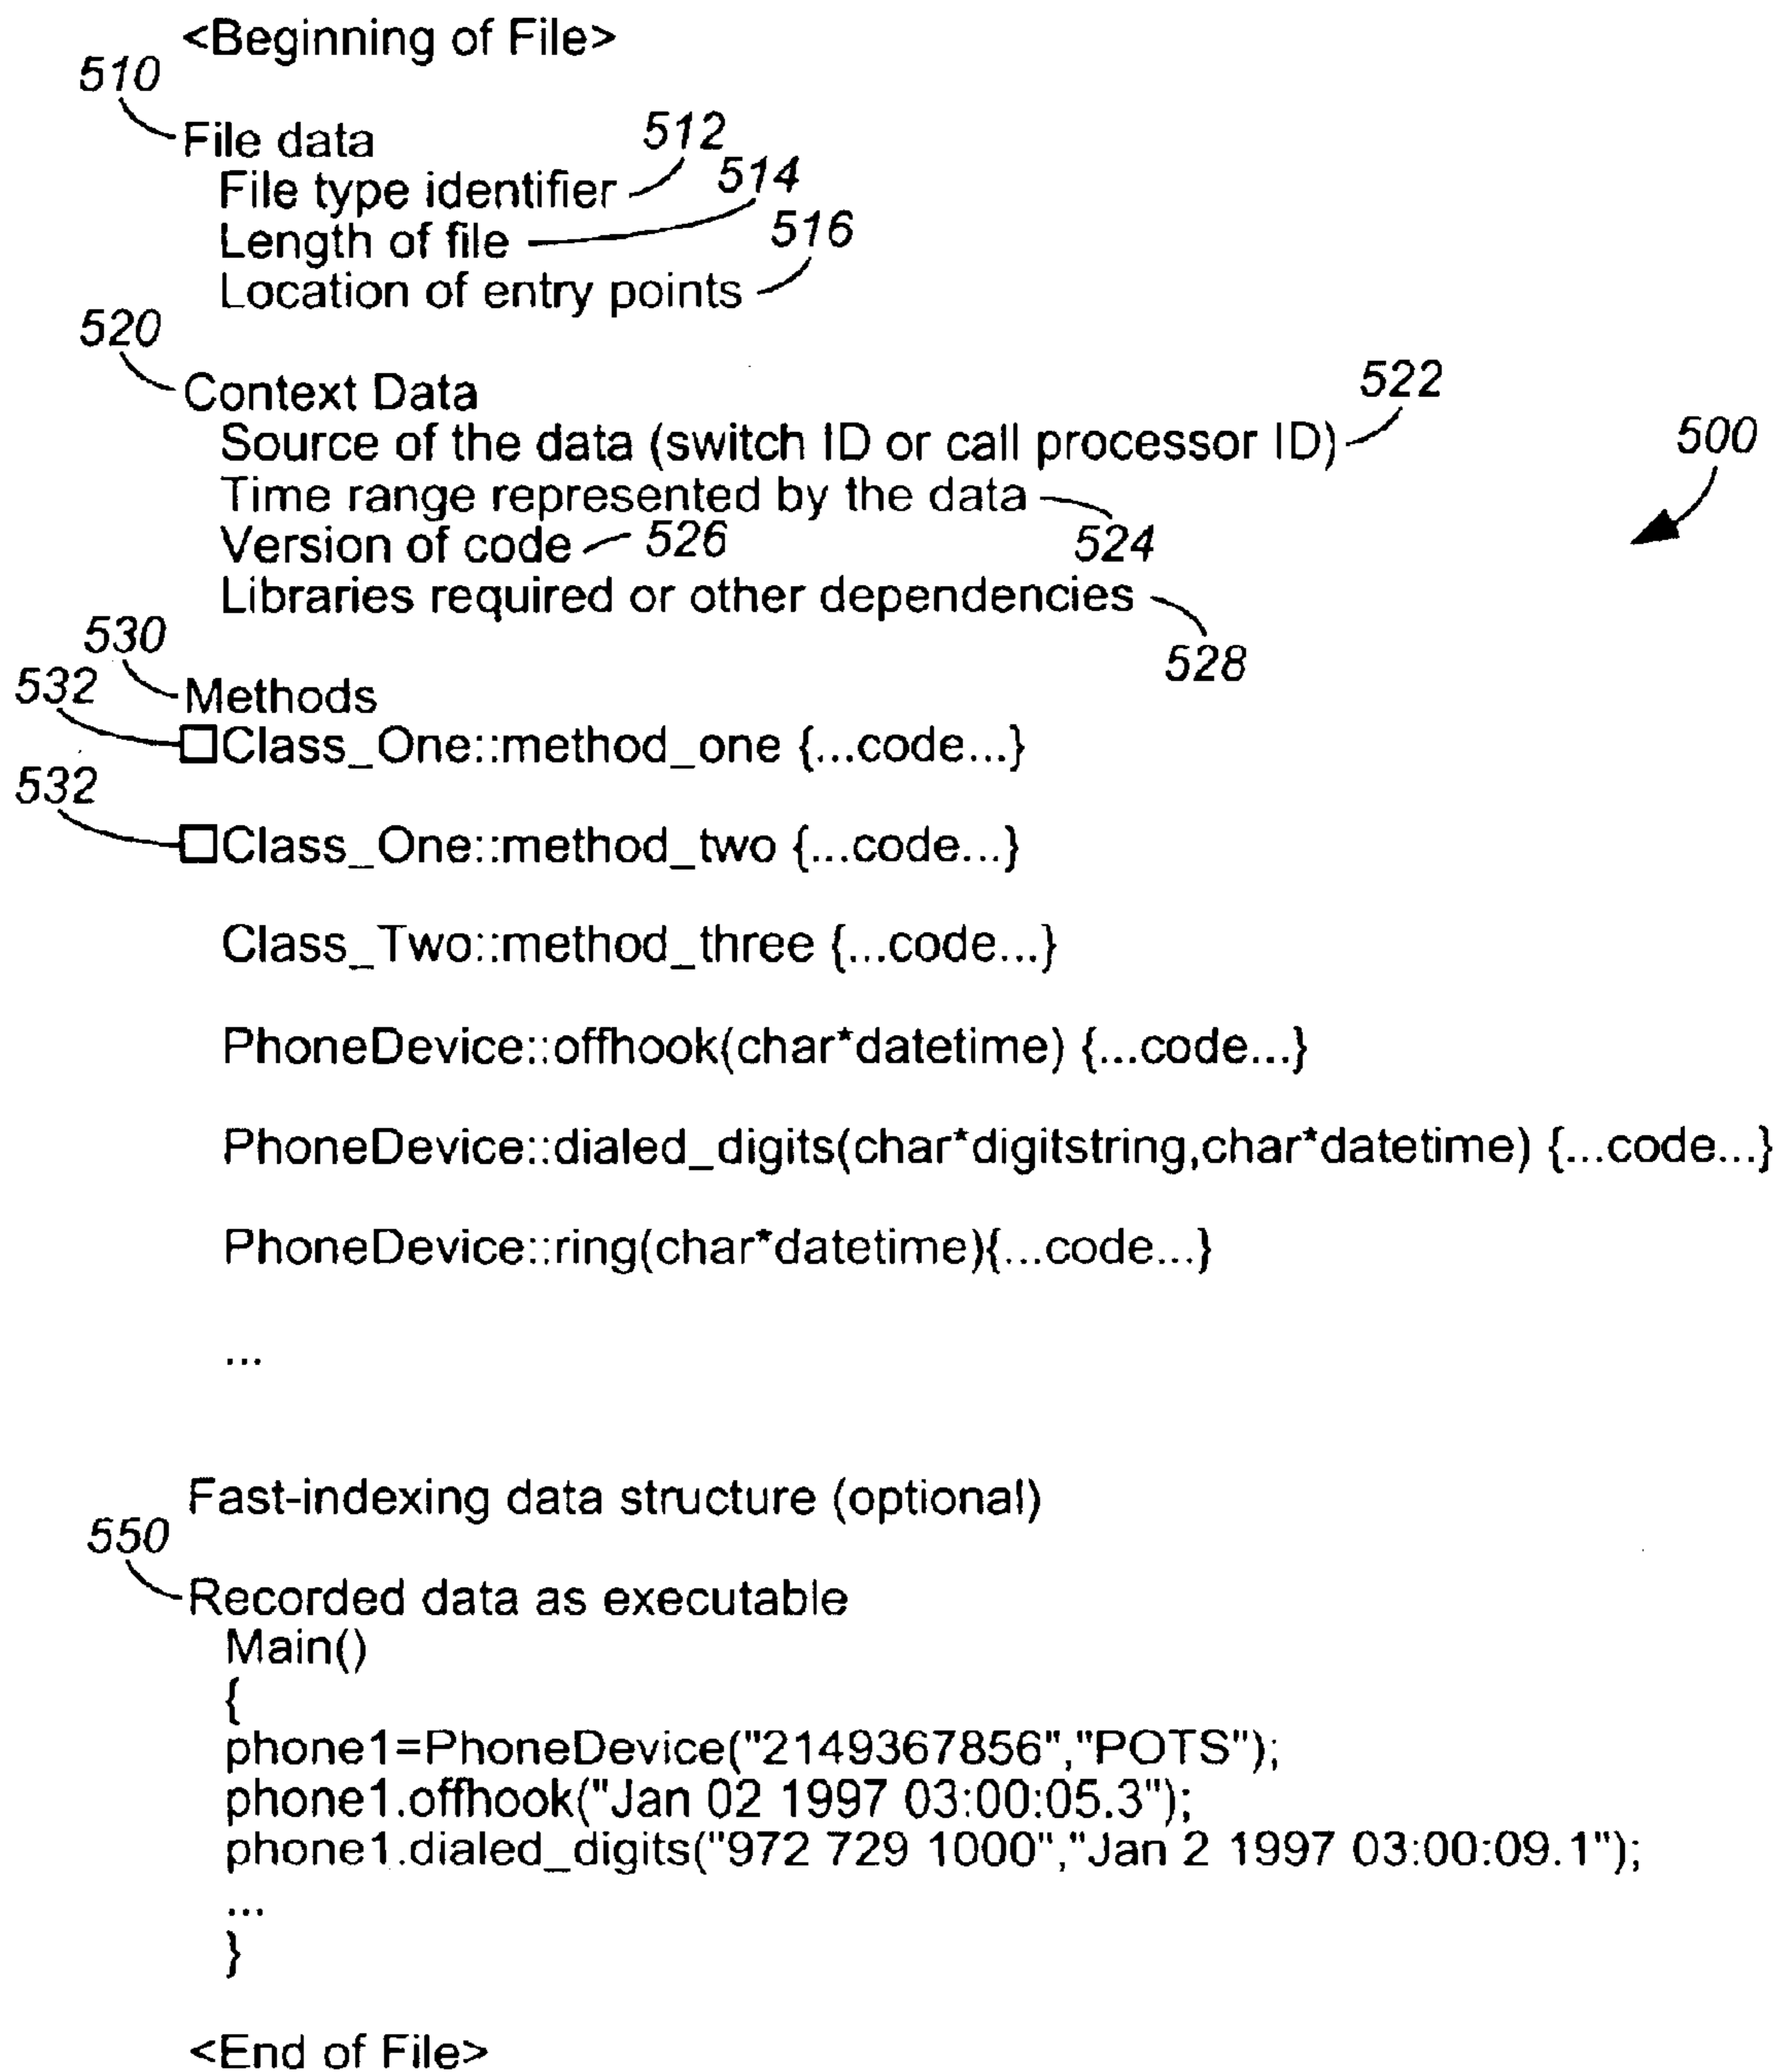 <Beginning of File>
510
File data 512
File type identifier 514
Length of file 516
Location of entry points
520
Context Data 522
Source of the data (switch ID or call processor ID) 500
Time range represented by the data
Version of code 526 524
Libraries required or other dependencies
530 528
532 Methods
□Class_One::method_one {...code...}
532
□Class_One::method_two {...code...}
Class_Two::method_three {...code...}
PhoneDevice::offhook(char*datetime) {...code...}
PhoneDevice::dialed_digits(char*digitstring,char*datetime) {...code...}
PhoneDevice::ring(char*datetime){...code...}
...
Fast-indexing data structure (optional)
550
Recorded data as executable
Main()
{
phone1=PhoneDevice("2149367856","POTS");
phone1.offhook("Jan 02 1997 03:00:05.3");
phone1.dialed_digits("972 729 1000","Jan 2 1997 03:00:09.1");
...
}
<End of File>